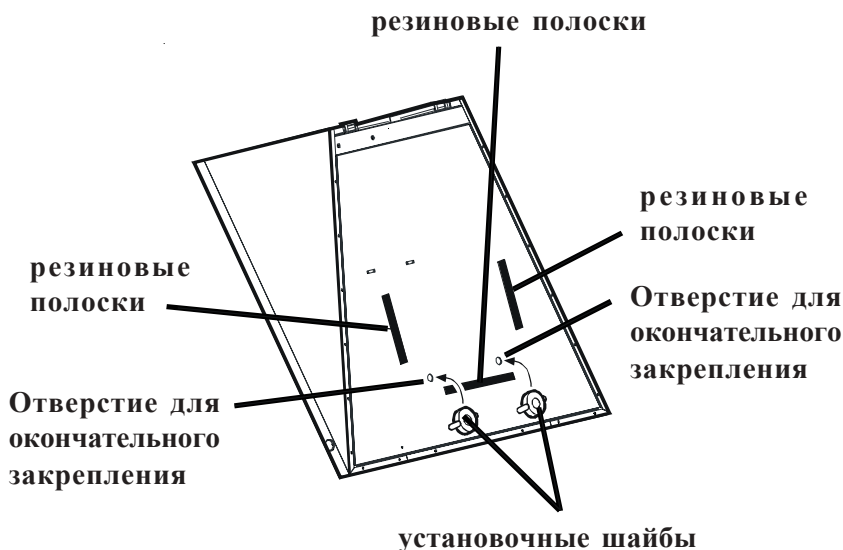 резиновые полоски
резиновые
полоски
резиновые
полоски
Отверстие для
окончательного
закрепления
Отверстие для
окончательного
закрепления
установочные шайбы